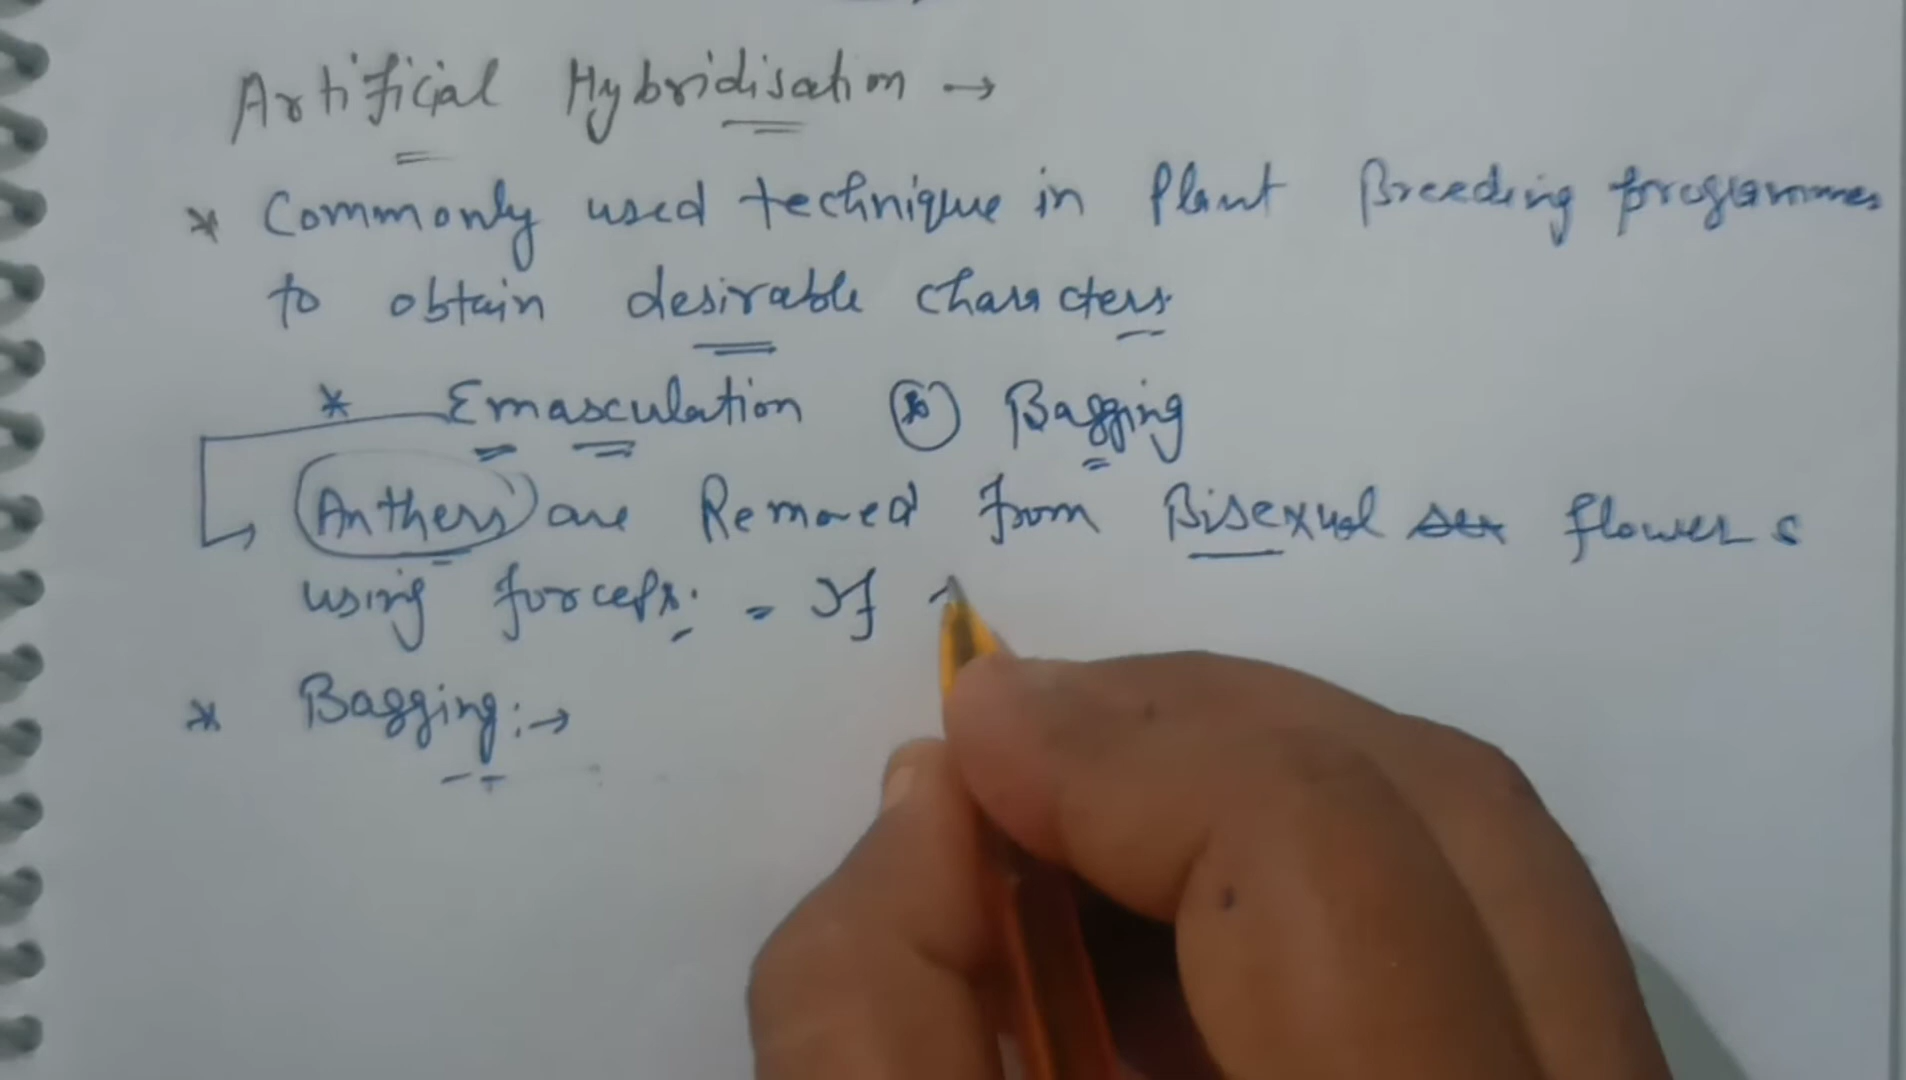 Artificial Hybridisation →
* Commonly used technique in Plant Breeding programmes
to obtain desirable characters.
* Emasculation Bagging
Anthers are Removed from Bisexual flowers
using forceps. = If
* Bagging:→